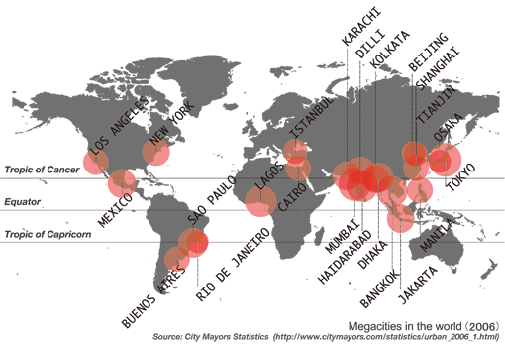 KARACHI
DILLI
KOLKATA
BEIJING
SHANGHAI
TIANJIN
OSAKA
TOKYO
LOS ANGELES
NEW YORK
ISTANBUL
Tropic of Cancer
MEXICO
SAO PAULO
LAGOS
CAIRO
Equator
Tropic of Capricorn
BUENOS AIRES
RIO DE JANEIRO
MUMBAI
HAIDARABAD
DHAKA
BANGKOK
JAKARTA
MANILA
Megacities in the world (2006)
Source: City Mayors Statistics (http://www.citymayors.com/statistics/urban_2006_1.html)